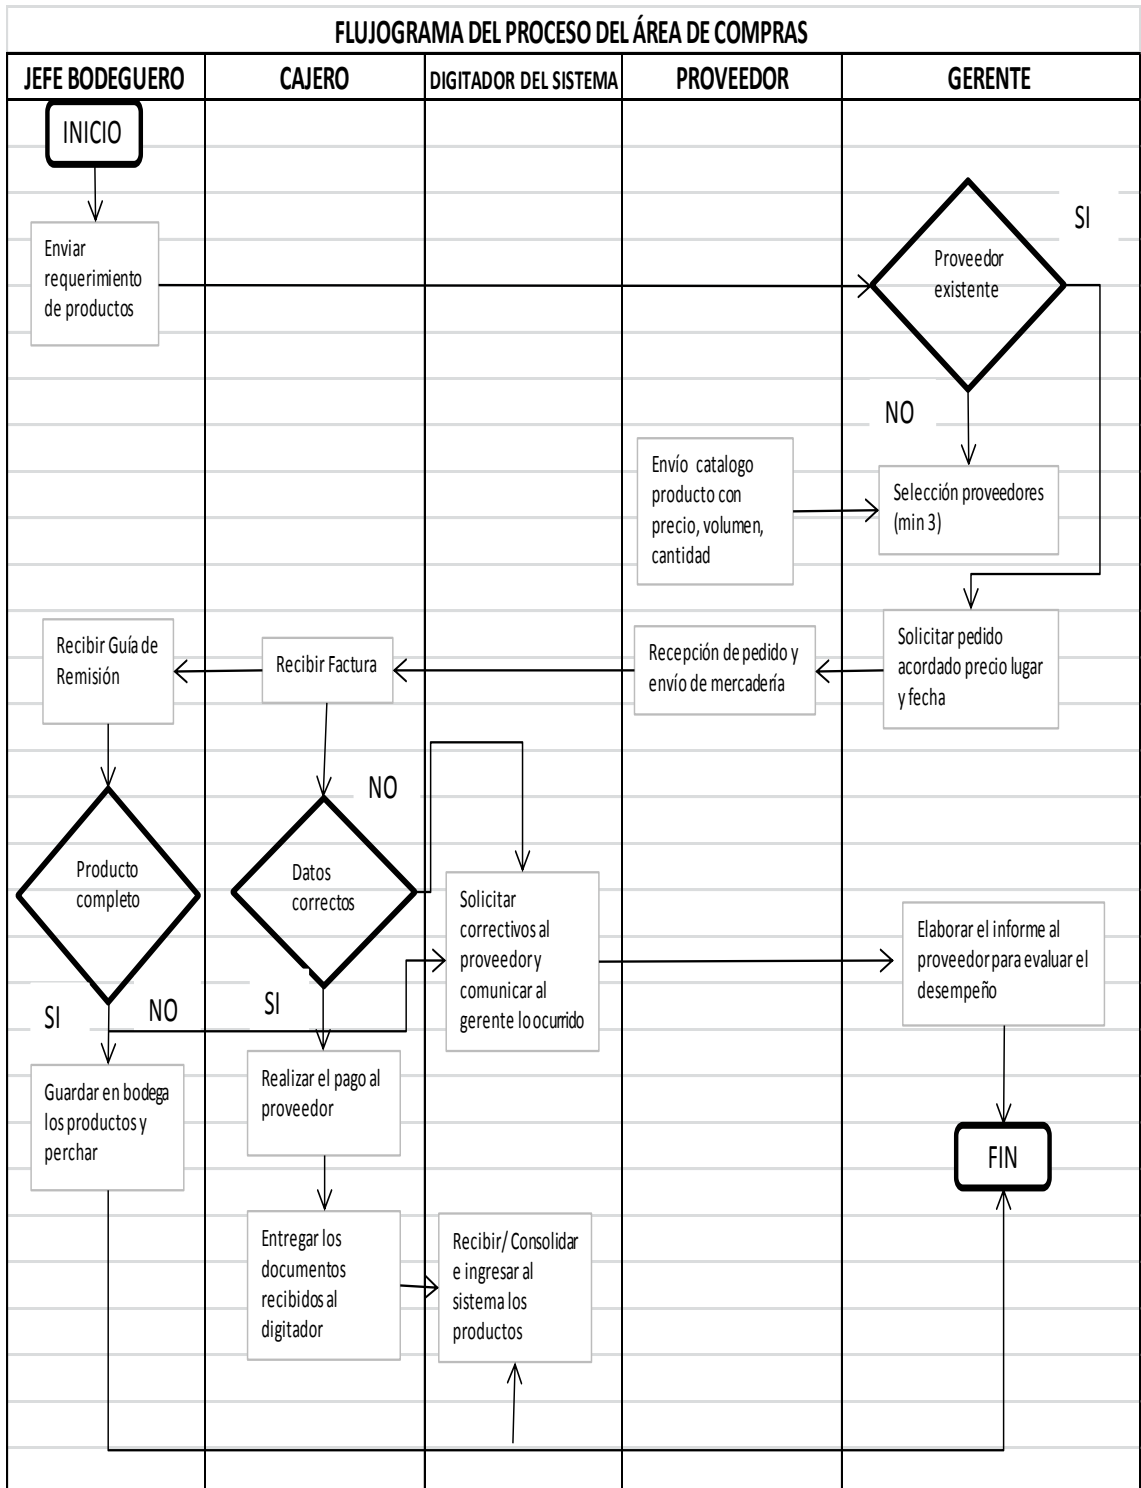 FLUJOGRAMA DEL PROCESO DEL ÁREA DE COMPRAS
JEFE BODEGUERO
CAJERO
DIGITADOR DEL SISTEMA
PROVEEDOR
GERENTE
INICIO
Enviar
requerimiento
de productos
Proveedor
existente
SI
NO
Envío catalogo
producto con
precio, volumen,
cantidad
Selección proveedores
(min 3)
Solicitar pedido
acordado precio lugar
y fecha
Recepción de pedido y
envío de mercadería
Recibir Factura
Recibir Guía de
Remisión
Producto
completo
SI
NO
Datos
correctos
NO
SI
Solicitar
correctivos al
proveedor y
comunicar al
gerente lo ocurrido
Elaborar el informe al
proveedor para evaluar el
desempeño
Guardar en bodega
los productos y
perchar
Realizar el pago al
proveedor
FIN
Entregar los
documentos
recibidos al
digitador
Recibir/ Consolidar
e ingresar al
sistema los
productos